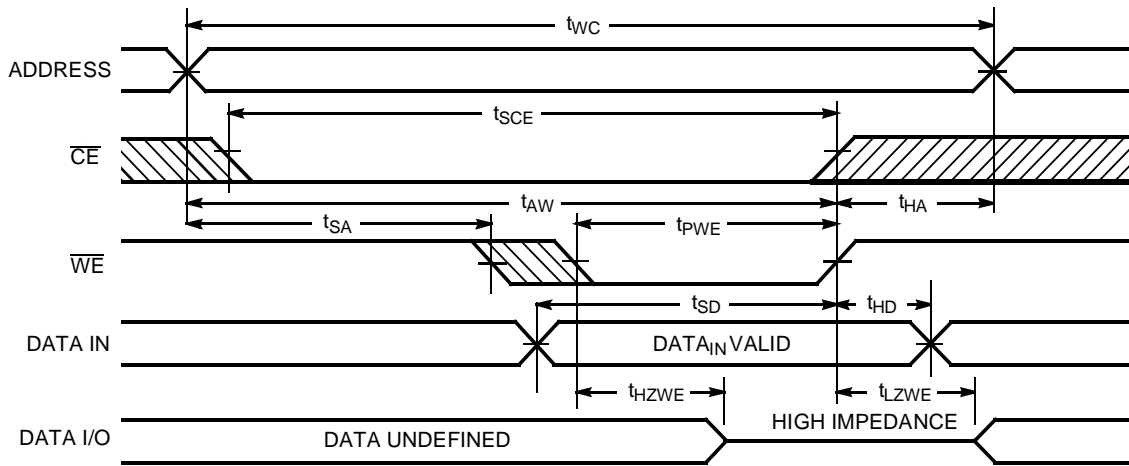 tWC
ADDRESS
tSCE
CE
tAW
tHA
tSA
tPWE
WE
tSD
tHD
DATA IN
DATAIN VALID
tHZWE
tLZWE
HIGH IMPEDANCE
DATA I/O
DATA UNDEFINED